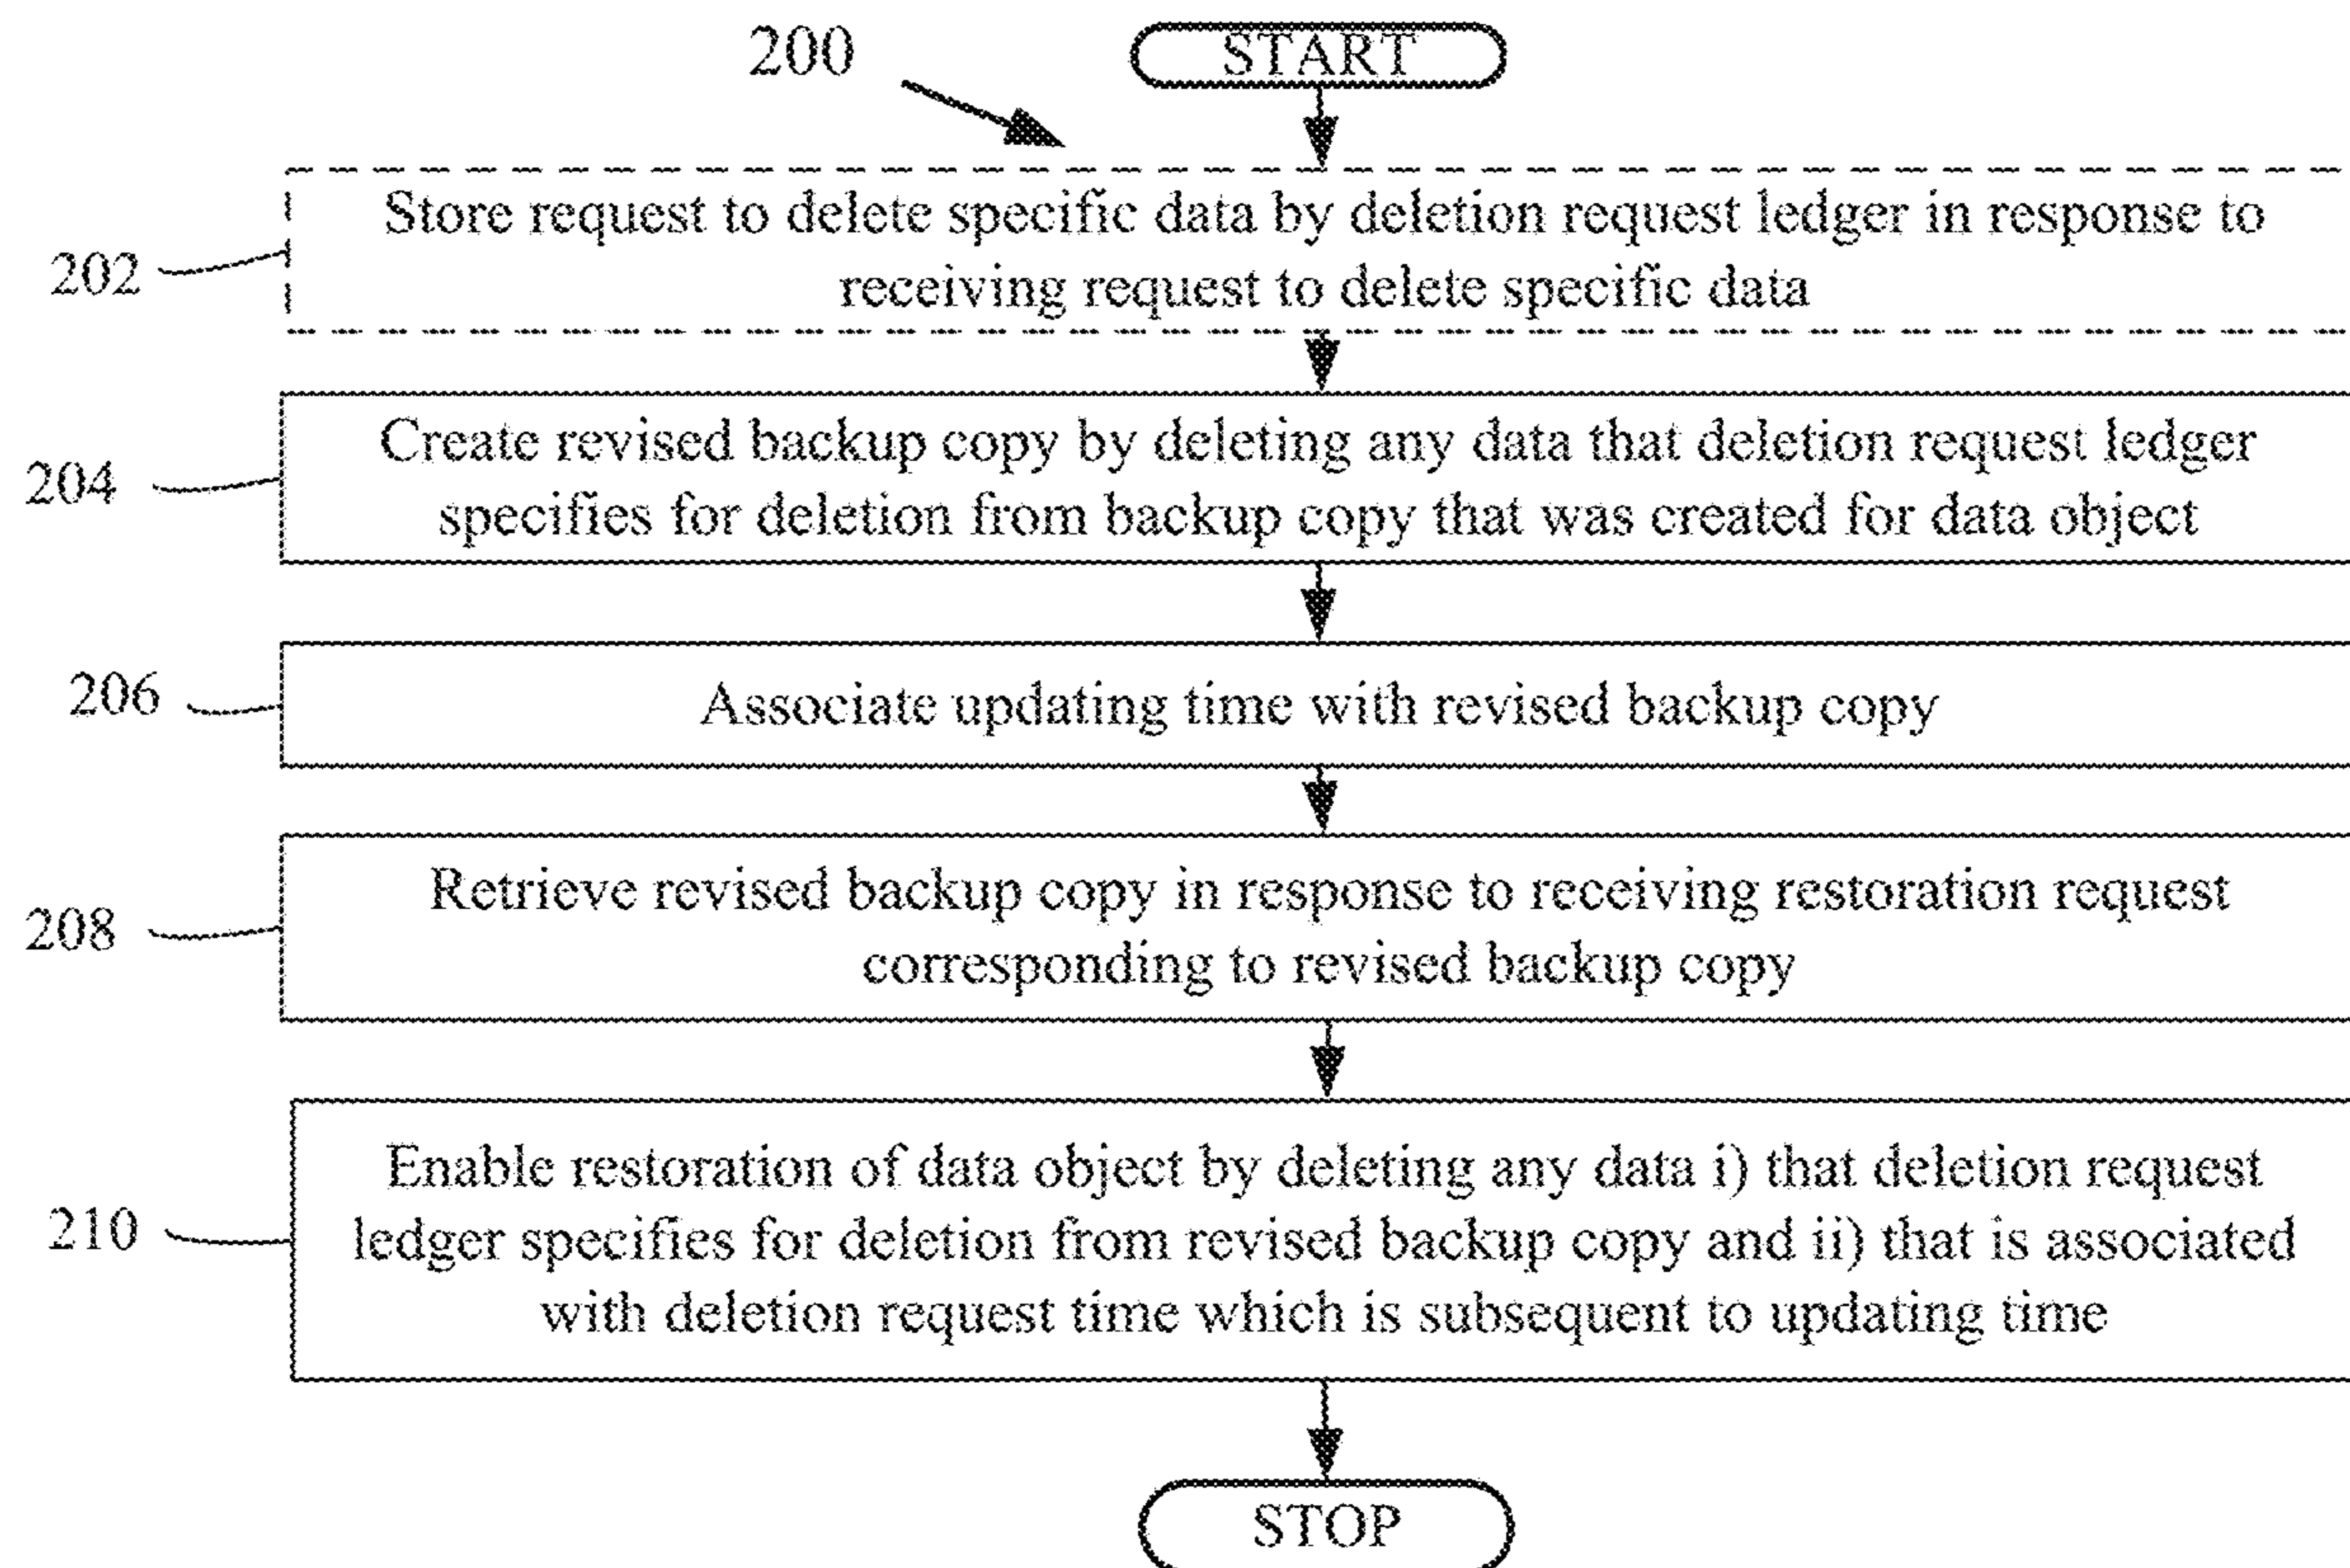 200
START
202
Store request to delete specific data by deletion request ledger in response to
receiving request to delete specific data
204
Create revised backup copy by deleting any data that deletion request ledger
specifies for deletion from backup copy that was created for data object
206
Associate updating time with revised backup copy
208
Retrieve revised backup copy in response to receiving restoration request
corresponding to revised backup copy
210
Enable restoration of data object by deleting any data i) that deletion request
ledger specifies for deletion from revised backup copy and ii) that is associated
with deletion request time which is subsequent to updating time
STOP